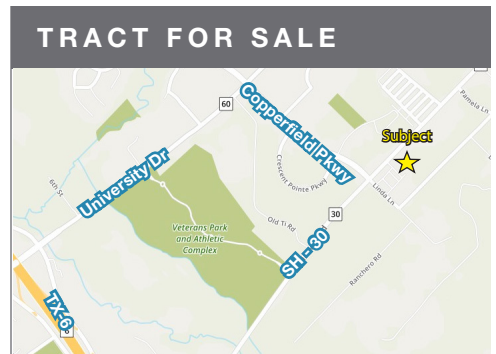 TRACT FOR SALE
60
Copperfield Pkwy
Pamela Ln
Subject
University Dr
Crescent Pointe Pkwy
6th St
Linda Ln
30
Old Ti Rd
Veterans Park
and Athletic
Complex
SH - 30
Ranchero Rd
TX-6
6